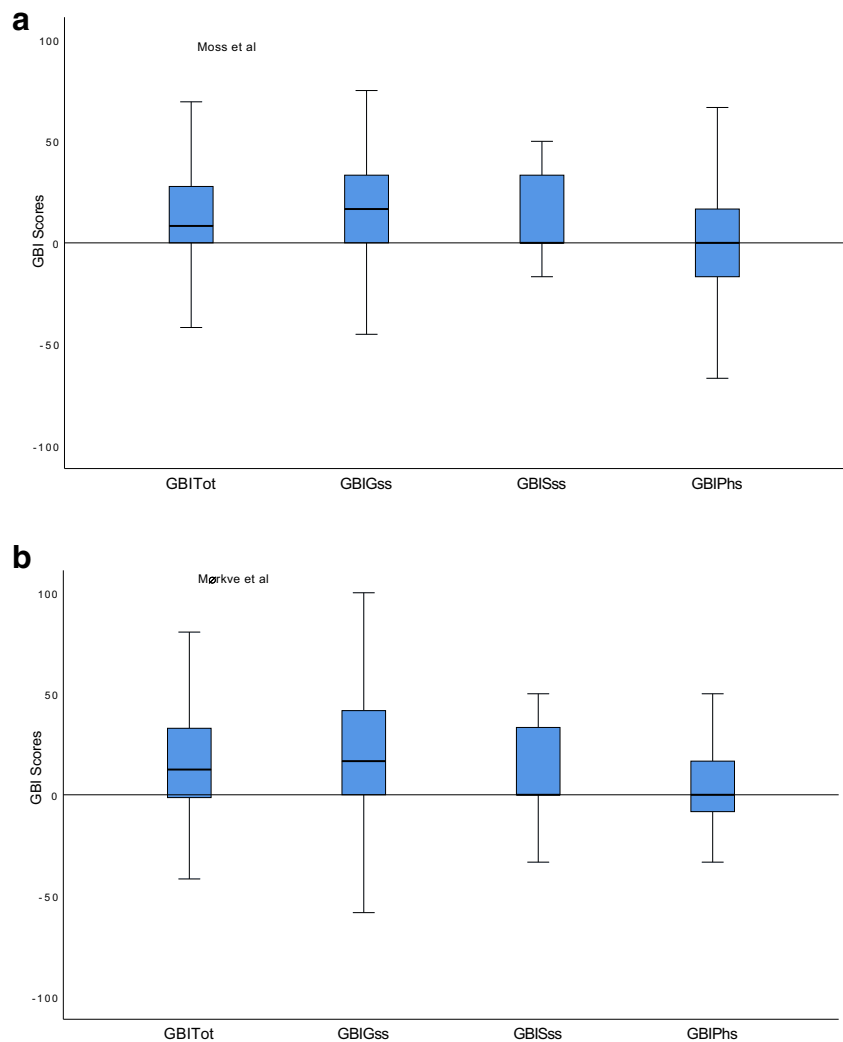 a
Moss et al
100
50
0
-50
-100
GBI Scores
GBITot GBIGss GBISss GBIPhs
b
Mørkve et al
100
50
0
-50
-100
GBI Scores
GBITot GBIGss GBISss GBIPhs